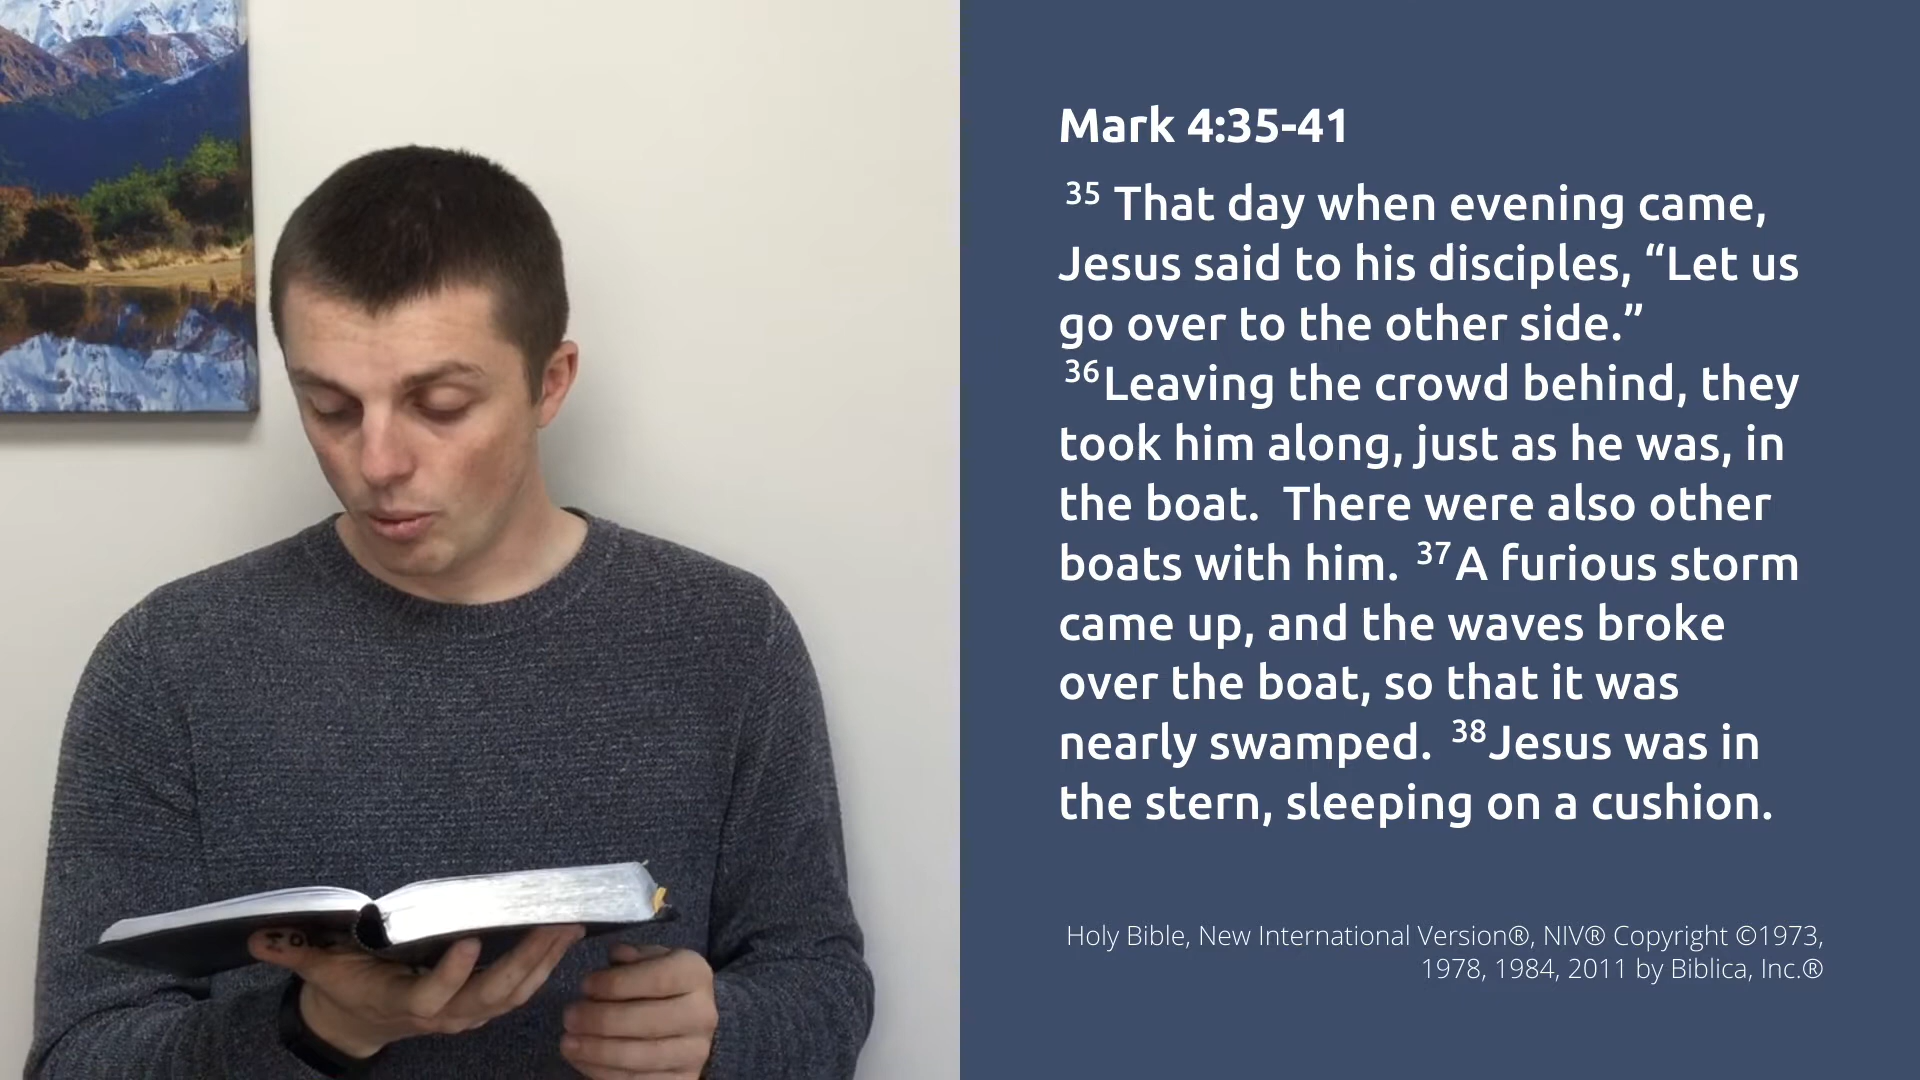 Mark 4:35-41
35 That day when evening came,
Jesus said to his disciples, “Let us
go over to the other side.”
36Leaving the crowd behind, they
took him along, just as he was, in
the boat.  There were also other
boats with him. 37A furious storm
came up, and the waves broke
over the boat, so that it was
nearly swamped. 38Jesus was in
the stern, sleeping on a cushion.
Holy Bible, New International Version®, NIV® Copyright ©1973,
1978, 1984, 2011 by Biblica, Inc.®